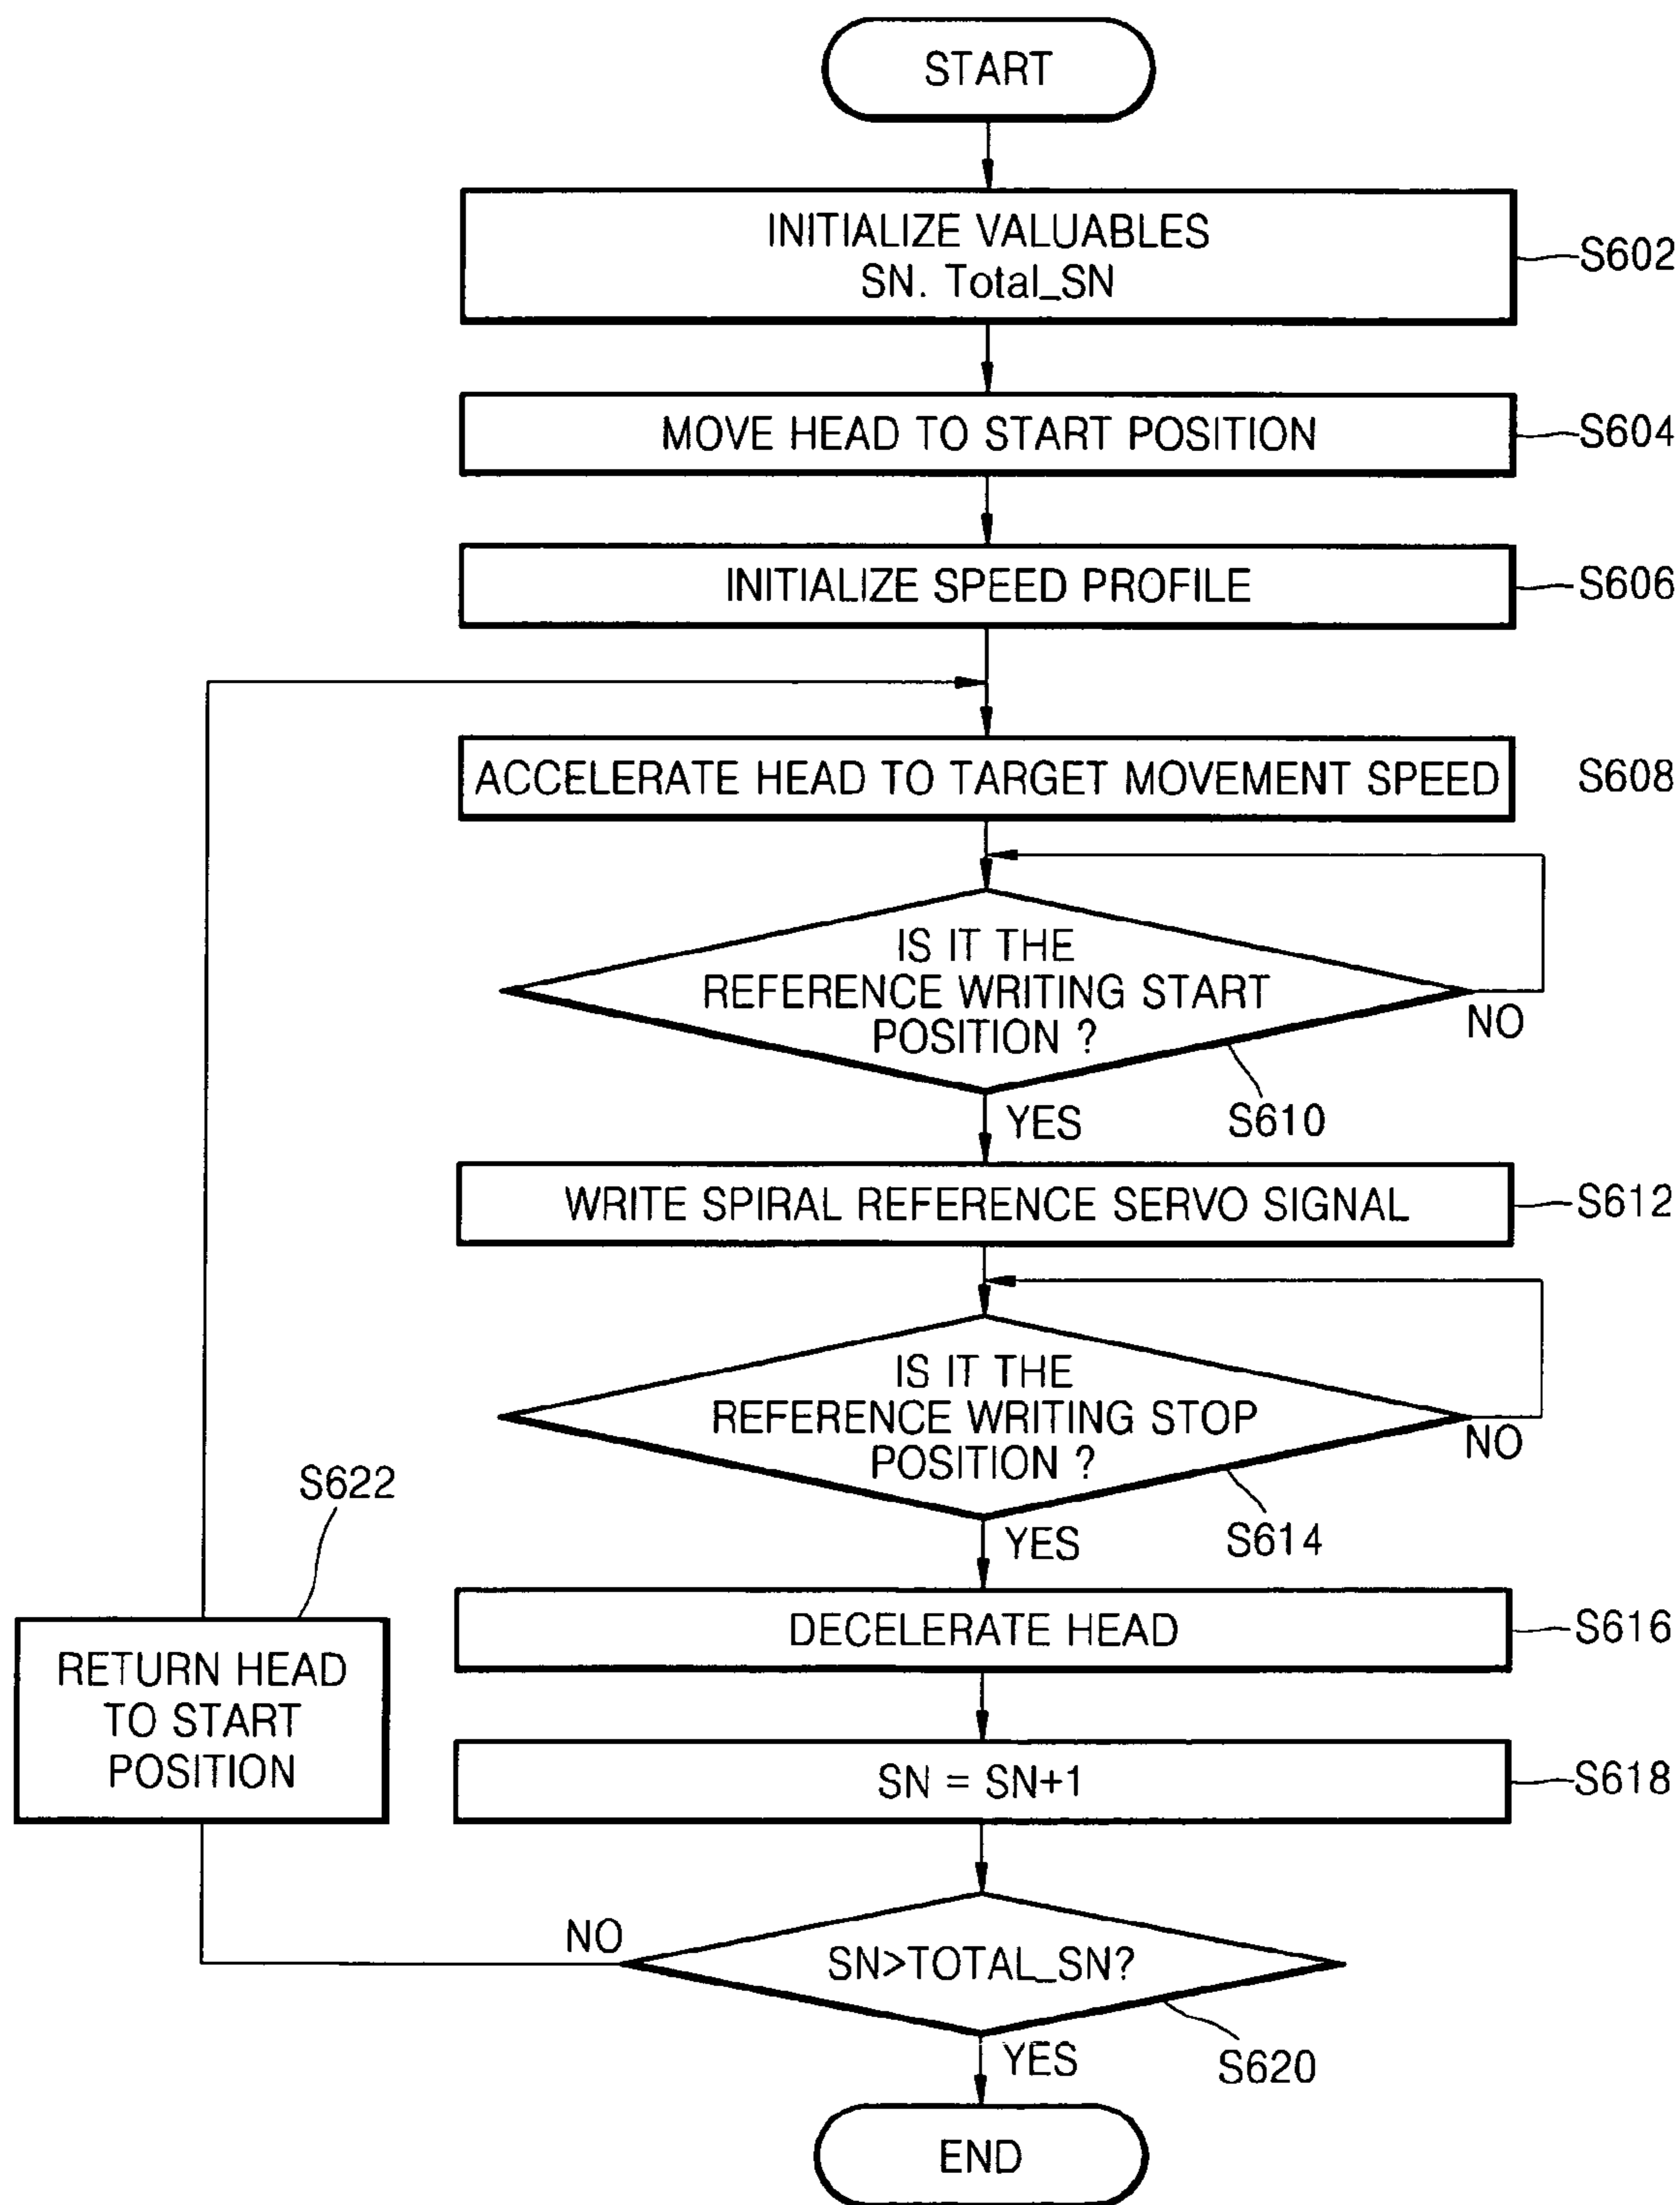 START
INITIALIZE VALUABLES
SN. Total_SN
S602
MOVE HEAD TO START POSITION
S604
INITIALIZE SPEED PROFILE
S606
ACCELERATE HEAD TO TARGET MOVEMENT SPEED
S608
IS IT THE
REFERENCE WRITING START
POSITION ?
NO
S610
YES
WRITE SPIRAL REFERENCE SERVO SIGNAL
S612
IS IT THE
REFERENCE WRITING STOP
POSITION ?
NO
S614
YES
DECELERATE HEAD
S616
SN = SN+1
S618
SN>TOTAL_SN?
NO
S620
YES
S622
RETURN HEAD
TO START
POSITION
END